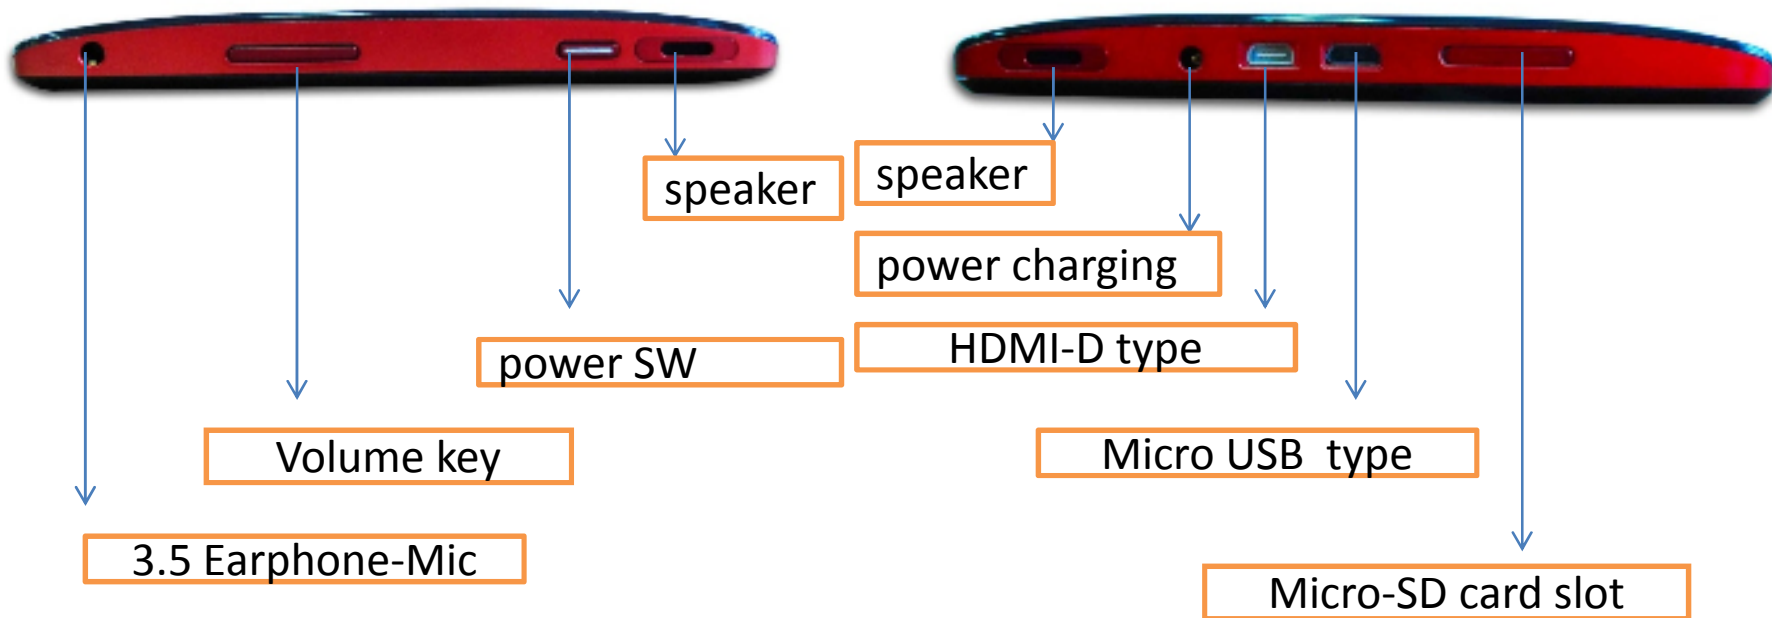 speaker
speaker
power charging
power SW
HDMI-D type
Volume key
Micro USB  type
3.5 Earphone-Mic
Micro-SD card slot